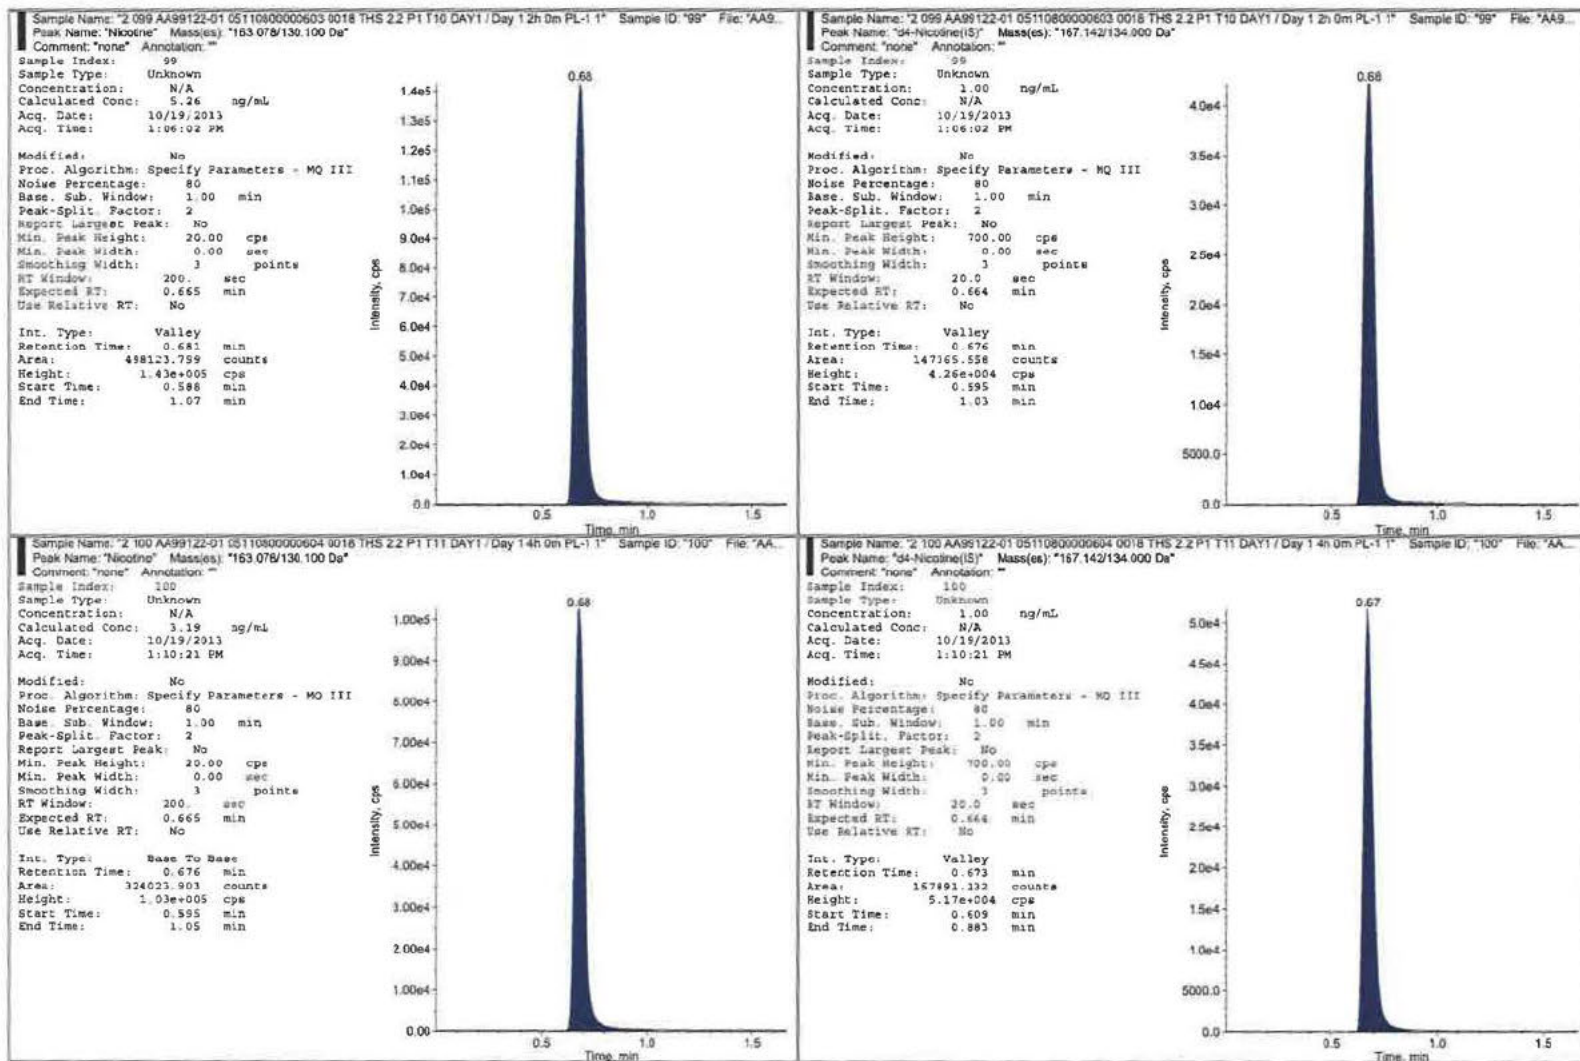 Sample Name: "2 099 AA99122-01 05110800000603 0018 THS 2.2 P1 T10 DAY1 / Day 1 2h 0m PL-1 1" Sample ID: "99" File: "AA9...
Peak Name: "Nicotine" Mass(es): "163.078/130.100 Da"
Comment: "none" Annotation: ""
Sample Index: 99
Sample Type: Unknown
Concentration: N/A
Calculated Conc: 5.26 ng/mL
Acq. Date: 10/19/2013
Acq. Time: 1:06:02 PM
Modified: No
Proc. Algorithm: Specify Parameters - MQ III
Noise Percentage: 80
Base. Sub. Window: 1.00 min
Peak-Split. Factor: 2
Report Largest Peak: No
Min. Peak Height: 20.00 cps
Min. Peak Width: 0.00 sec
Smoothing Width: 3 points
RT Window: 200. sec
Expected RT: 0.665 min
Use Relative RT: No
Int. Type: Valley
Retention Time: 0.681 min
Area: 498123.759 counts
Height: 1.43e+005 cps
Start Time: 0.588 min
End Time: 1.07 min
0.68
1.4e5
1.3e5
1.2e5
1.1e5
1.0e5
9.0e4
8.0e4
7.0e4
6.0e4
5.0e4
4.0e4
3.0e4
2.0e4
1.0e4
0.0
Intensity, cps
0.5 1.0 1.5
Time, min
Sample Name: "2 099 AA99122-01 05110800000603 0018 THS 2.2 P1 T10 DAY1 / Day 1 2h 0m PL-1 1" Sample ID: "99" File: "AA9...
Peak Name: "d4-Nicotine(IS)" Mass(es): "167.142/134.000 Da"
Comment: "none" Annotation: ""
Sample Index: 99
Sample Type: Unknown
Concentration: 1.00 ng/mL
Calculated Conc: N/A
Acq. Date: 10/19/2013
Acq. Time: 1:06:02 PM
Modified: No
Proc. Algorithm: Specify Parameters - MQ III
Noise Percentage: 80
Base. Sub. Window: 1.00 min
Peak-Split. Factor: 2
Report Largest Peak: No
Min. Peak Height: 700.00 cps
Min. Peak Width: 0.00 sec
Smoothing Width: 3 points
RT Window: 20.0 sec
Expected RT: 0.664 min
Use Relative RT: No
Int. Type: Valley
Retention Time: 0.676 min
Area: 147365.558 counts
Height: 4.26e+004 cps
Start Time: 0.595 min
End Time: 1.03 min
0.68
4.0e4
3.5e4
3.0e4
2.5e4
2.0e4
1.5e4
1.0e4
5000.0
0.0
Intensity, cps
0.5 1.0 1.5
Time, min
Sample Name: "2 100 AA99122-01 05110800000604 0018 THS 2.2 P1 T11 DAY1 / Day 1 4h 0m PL-1 1" Sample ID: "100" File: "AA...
Peak Name: "Nicotine" Mass(es): "163.078/130.100 Da"
Comment: "none" Annotation: ""
Sample Index: 100
Sample Type: Unknown
Concentration: N/A
Calculated Conc: 3.19 ng/mL
Acq. Date: 10/19/2013
Acq. Time: 1:10:21 PM
Modified: No
Proc. Algorithm: Specify Parameters - MQ III
Noise Percentage: 80
Base. Sub. Window: 1.00 min
Peak-Split. Factor: 2
Report Largest Peak: No
Min. Peak Height: 20.00 cps
Min. Peak Width: 0.00 sec
Smoothing Width: 3 points
RT Window: 200. sec
Expected RT: 0.665 min
Use Relative RT: No
Int. Type: Base To Base
Retention Time: 0.676 min
Area: 324023.903 counts
Height: 1.03e+005 cps
Start Time: 0.595 min
End Time: 1.05 min
0.68
1.00e5
9.00e4
8.00e4
7.00e4
6.00e4
5.00e4
4.00e4
3.00e4
2.00e4
1.00e4
0.00
Intensity, cps
0.5 1.0 1.5
Time, min
Sample Name: "2 100 AA99122-01 05110800000604 0018 THS 2.2 P1 T11 DAY1 / Day 1 4h 0m PL-1 1" Sample ID: "100" File: "AA...
Peak Name: "d4-Nicotine(IS)" Mass(es): "167.142/134.000 Da"
Comment: "none" Annotation: ""
Sample Index: 100
Sample Type: Unknown
Concentration: 1.00 ng/mL
Calculated Conc: N/A
Acq. Date: 10/19/2013
Acq. Time: 1:10:21 PM
Modified: No
Proc. Algorithm: Specify Parameters - MQ III
Noise Percentage: 80
Base. Sub. Window: 1.00 min
Peak-Split. Factor: 2
Report Largest Peak: No
Min. Peak Height: 700.00 cps
Min. Peak Width: 0.00 sec
Smoothing Width: 3 points
RT Window: 20.0 sec
Expected RT: 0.664 min
Use Relative RT: No
Int. Type: Valley
Retention Time: 0.673 min
Area: counts
Height: 5.17e+004 cps
Start Time: 0.609 min
End Time: 0.883 min
0.67
5.0e4
4.5e4
4.0e4
3.5e4
3.0e4
2.5e4
2.0e4
1.5e4
1.0e4
5000.0
0.0
Intensity, cps
0.5 1.0 1.5
Time, min